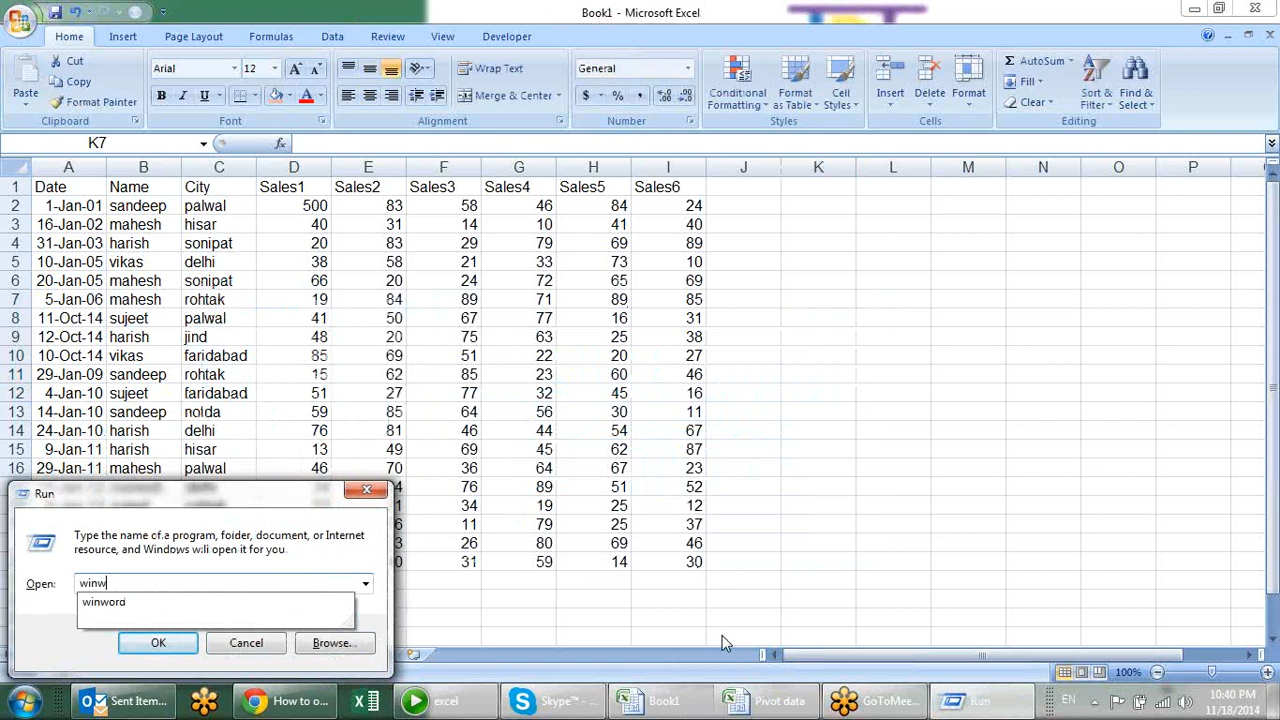 Book1 - Microsoft Excel
Home Insert Page Layout Formulas Data Review View Developer
Paste Cut Copy Format Painter Clipboard
Arial 12 B I U A A A Font
Wrap Text Merge & Center Alignment
General $ % , Number
Conditional Formatting Format as Table Cell Styles Styles
Insert Delete Format Cells
AutoSum Fill Clear Sort & Filter Find & Select Editing
K7 fx
A B C D E F G H I J K L M N O P
1 Date Name City Sales1 Sales2 Sales3 Sales4 Sales5 Sales6
2 1-Jan-01 sandeep palwal 500 83 58 46 84 24
3 16-Jan-02 mahesh hisar 40 31 14 10 41 40
4 31-Jan-03 harish sonipat 20 83 29 79 69 89
5 10-Jan-05 vikas delhi 38 58 21 33 73 10
6 20-Jan-05 mahesh sonipat 66 20 24 72 65 69
7 5-Jan-06 mahesh rohtak 19 84 89 71 89 85
8 11-Oct-14 sujeet palwal 41 50 67 77 16 31
9 12-Oct-14 harish jind 48 20 75 63 25 38
10 10-Oct-14 vikas faridabad 85 69 51 22 20 27
11 29-Jan-09 sandeep rohtak 15 62 85 23 60 46
12 4-Jan-10 sujeet faridabad 51 27 77 32 45 16
13 14-Jan-10 sandeep noida 59 85 64 56 30 11
14 24-Jan-10 harish delhi 76 81 46 44 54 67
15 9-Jan-11 harish hisar 13 49 69 45 62 87
16 29-Jan-11 mahesh palwal 46 70 36 64 67 23
4 76 89 51 52
1 34 19 25 12
6 11 79 25 37
3 26 80 69 46
0 31 59 14 30
Run
Type the name of a program, folder, document, or Internet
resource, and Windows will open it for you.
Open: winw
winword
OK Cancel Browse...
100%
Sent Item... How to o... excel Skype™ - ... Book1 Pivot data GoToMee... Run EN 10:40 PM
11/18/2014